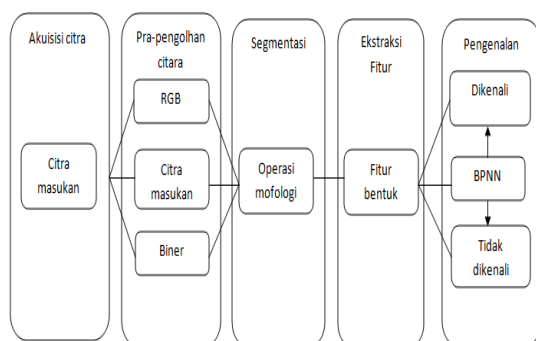 Akuisisi citra
Citra
masukan
Pra-pengolhan
citara
RGB
Citra
masukan
Biner
Segmentasi
Operasi
mofologi
Ekstraksi
Fitur
Fitur
bentuk
Pengenalan
Dikenali
BPNN
Tidak
dikenali